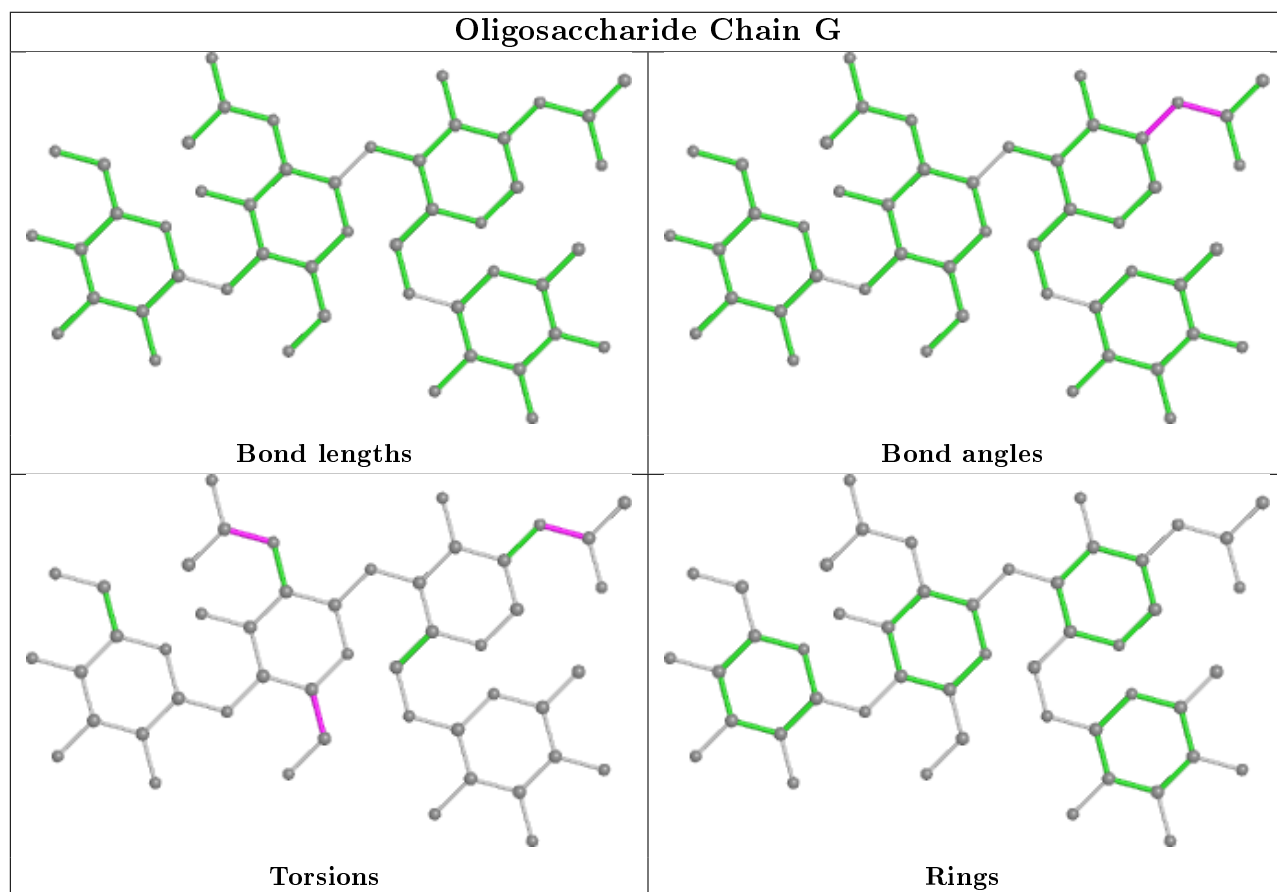 Oligosaccharide Chain G
Bond lengths
Bond angles
Torsions
Rings